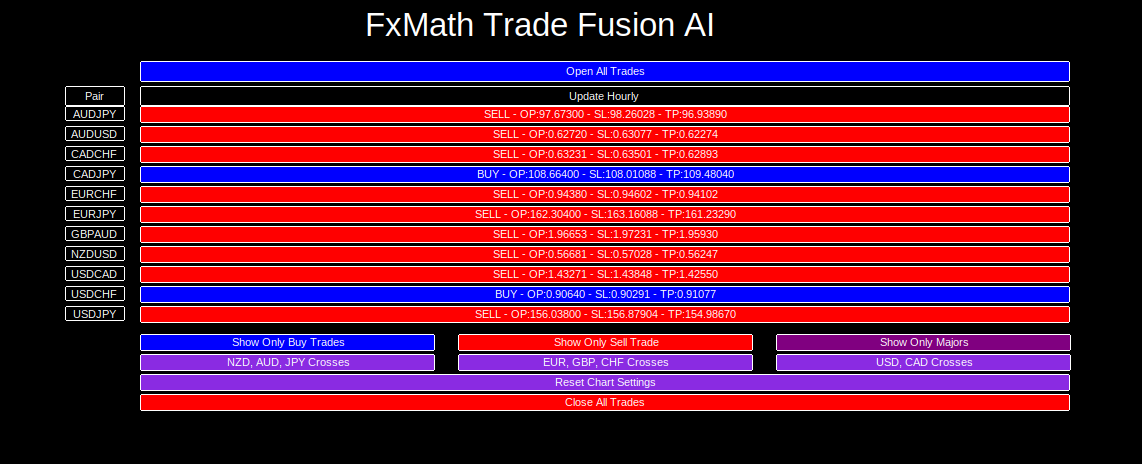 FxMath Trade Fusion AI
Open All Trades
Pair Update Hourly
AUDJPY SELL - OP:97.67300 - SL:98.26028 - TP:96.93890
AUDUSD SELL - OP:0.62720 - SL:0.63077 - TP:0.62274
CADCHF SELL - OP:0.63231 - SL:0.63501 - TP:0.62893
CADJPY BUY - OP:108.66400 - SL:108.01088 - TP:109.48040
EURCHF SELL - OP:0.94380 - SL:0.94602 - TP:0.94102
EURJPY SELL - OP:162.30400 - SL:163.16088 - TP:161.23290
GBPAUD SELL - OP:1.96653 - SL:1.97231 - TP:1.95930
NZDUSD SELL - OP:0.56681 - SL:0.57028 - TP:0.56247
USDCAD SELL - OP:1.43271 - SL:1.43848 - TP:1.42550
USDCHF BUY - OP:0.90640 - SL:0.90291 - TP:0.91077
USDJPY SELL - OP:156.03800 - SL:156.87904 - TP:154.98670
Show Only Buy Trades Show Only Sell Trade Show Only Majors
NZD, AUD, JPY Crosses EUR, GBP, CHF Crosses USD, CAD Crosses
Reset Chart Settings
Close All Trades